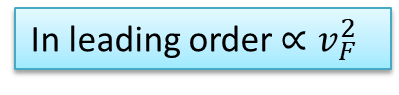 In leading order ∝ $v_F^2$